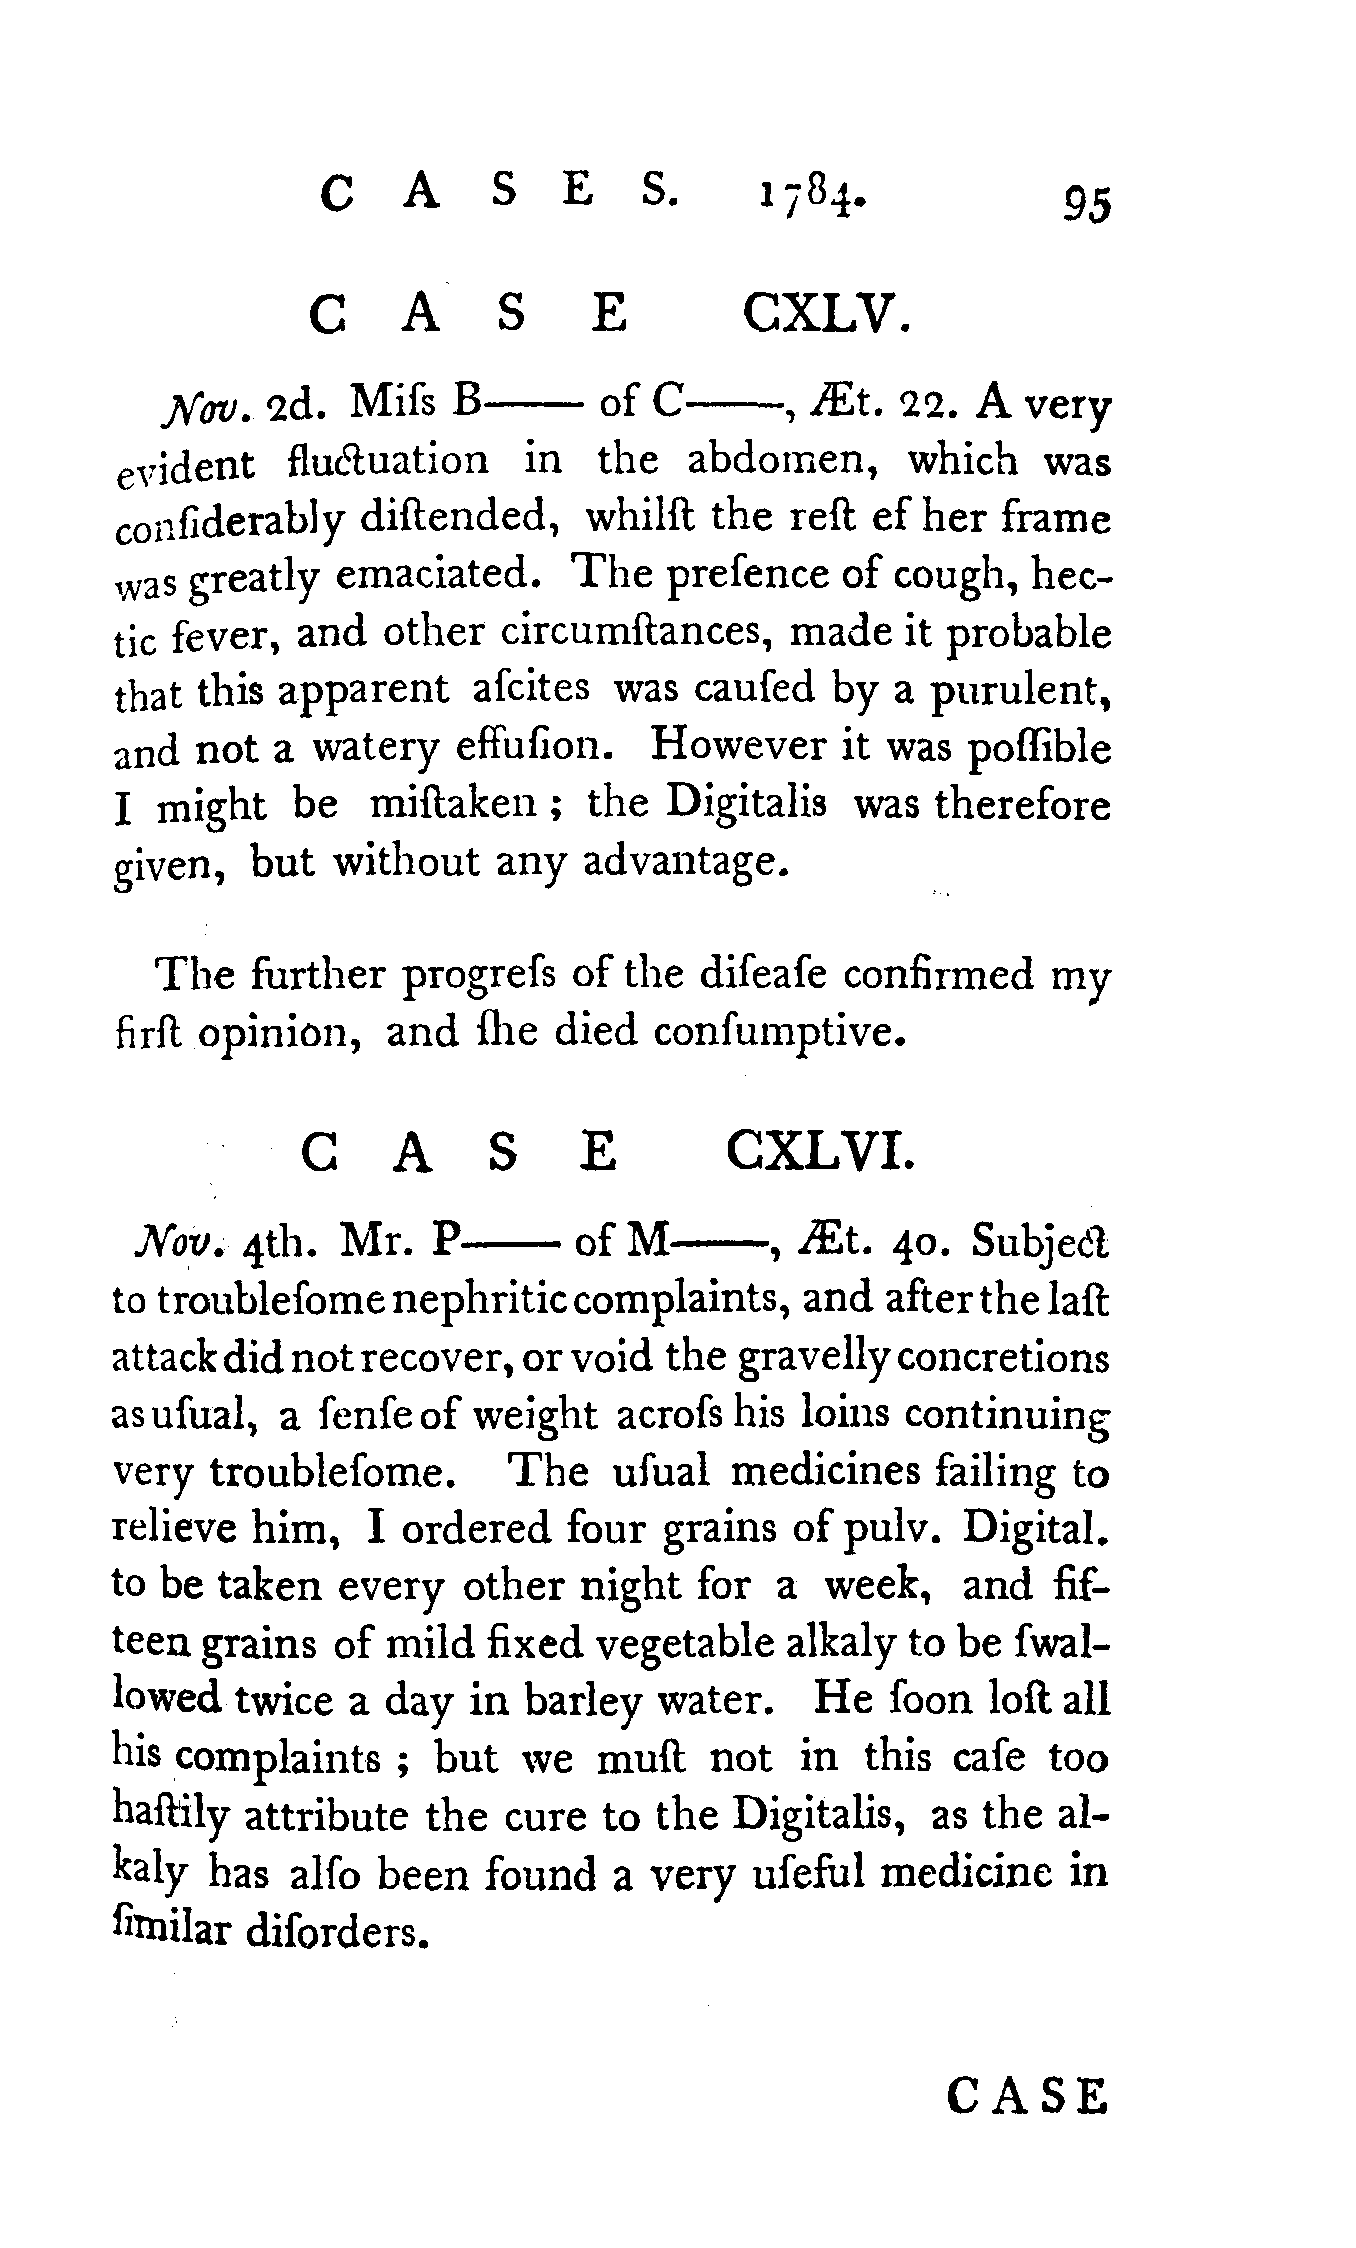 C A S E S. 1784. 95
C A S E CXLV.
Nov. 2d. Miſs B—— of C——, Æt. 22. A very
evident fluctuation in the abdomen, which was
conſiderably diſtended, whilſt the reſt ef her frame
was greatly emaciated. The preſence of cough, hec-
tic fever, and other circumſtances, made it probable
that this apparent aſcites was cauſed by a purulent,
and not a watery effuſion. However it was poſſible
I might be miſtaken ; the Digitalis was therefore
given, but without any advantage.
The further progreſs of the diſeaſe confirmed my
firſt opinion, and ſhe died conſumptive.
C A S E CXLVI.
Nov. 4th. Mr. P—— of M——, Æt. 40. Subject
to troubleſome nephritic complaints, and after the laſt
attack did not recover, or void the gravelly concretions
as uſual, a ſenſe of weight acroſs his loins continuing
very troubleſome. The uſual medicines failing to
relieve him, I ordered four grains of pulv. Digital.
to be taken every other night for a week, and fif-
teen grains of mild fixed vegetable alkaly to be ſwal-
lowed twice a day in barley water. He ſoon loſt all
his complaints ; but we muſt not in this caſe too
haſtily attribute the cure to the Digitalis, as the al-
kaly has alſo been found a very uſeful medicine in
ſimilar diſorders.
CASE